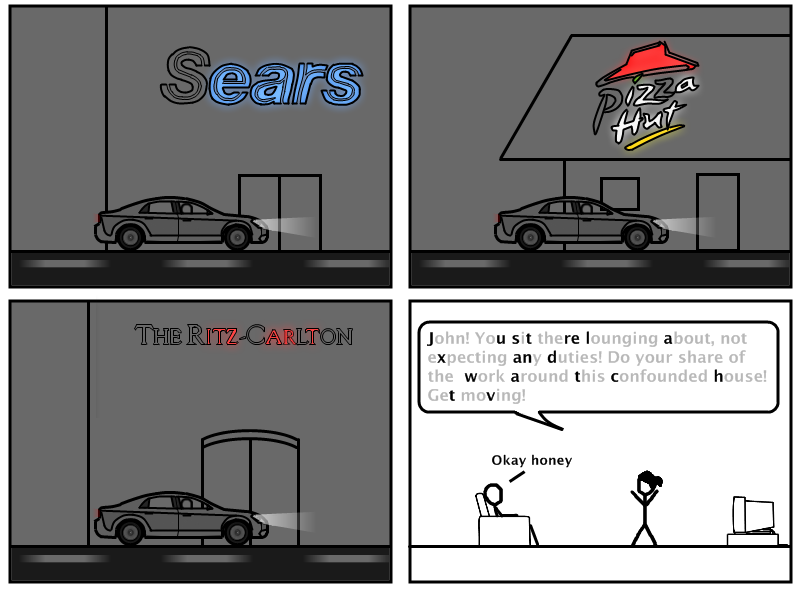 Sears
Pizza
Hut
THE RITZ-CARLTON
John! You sit there lounging about, not
expecting any duties! Do your share of
the work around this confounded house!
Get moving!
Okay honey